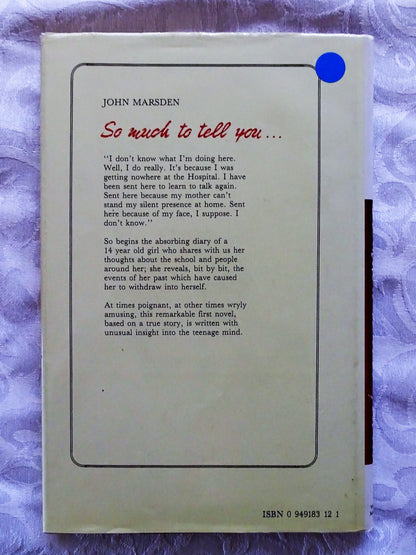 JOHN MARSDEN
So much to tell you...
"I don't know what I'm doing here.
Well, I do really. It's because I was
getting nowhere at the Hospital. I have
been sent here to learn to talk again.
Sent here because my mother can't
stand my silent presence at home. Sent
here because of my face, I suppose. I
don't know."
So begins the absorbing diary of a
14 year old girl who shares with us her
thoughts about the school and people
around her; she reveals, bit by bit, the
events of her past which have caused
her to withdraw into herself.
At times poignant, at other times wryly
amusing, this remarkable first novel,
based on a true story, is written with
unusual insight into the teenage mind.
ISBN 0 949183 12 1